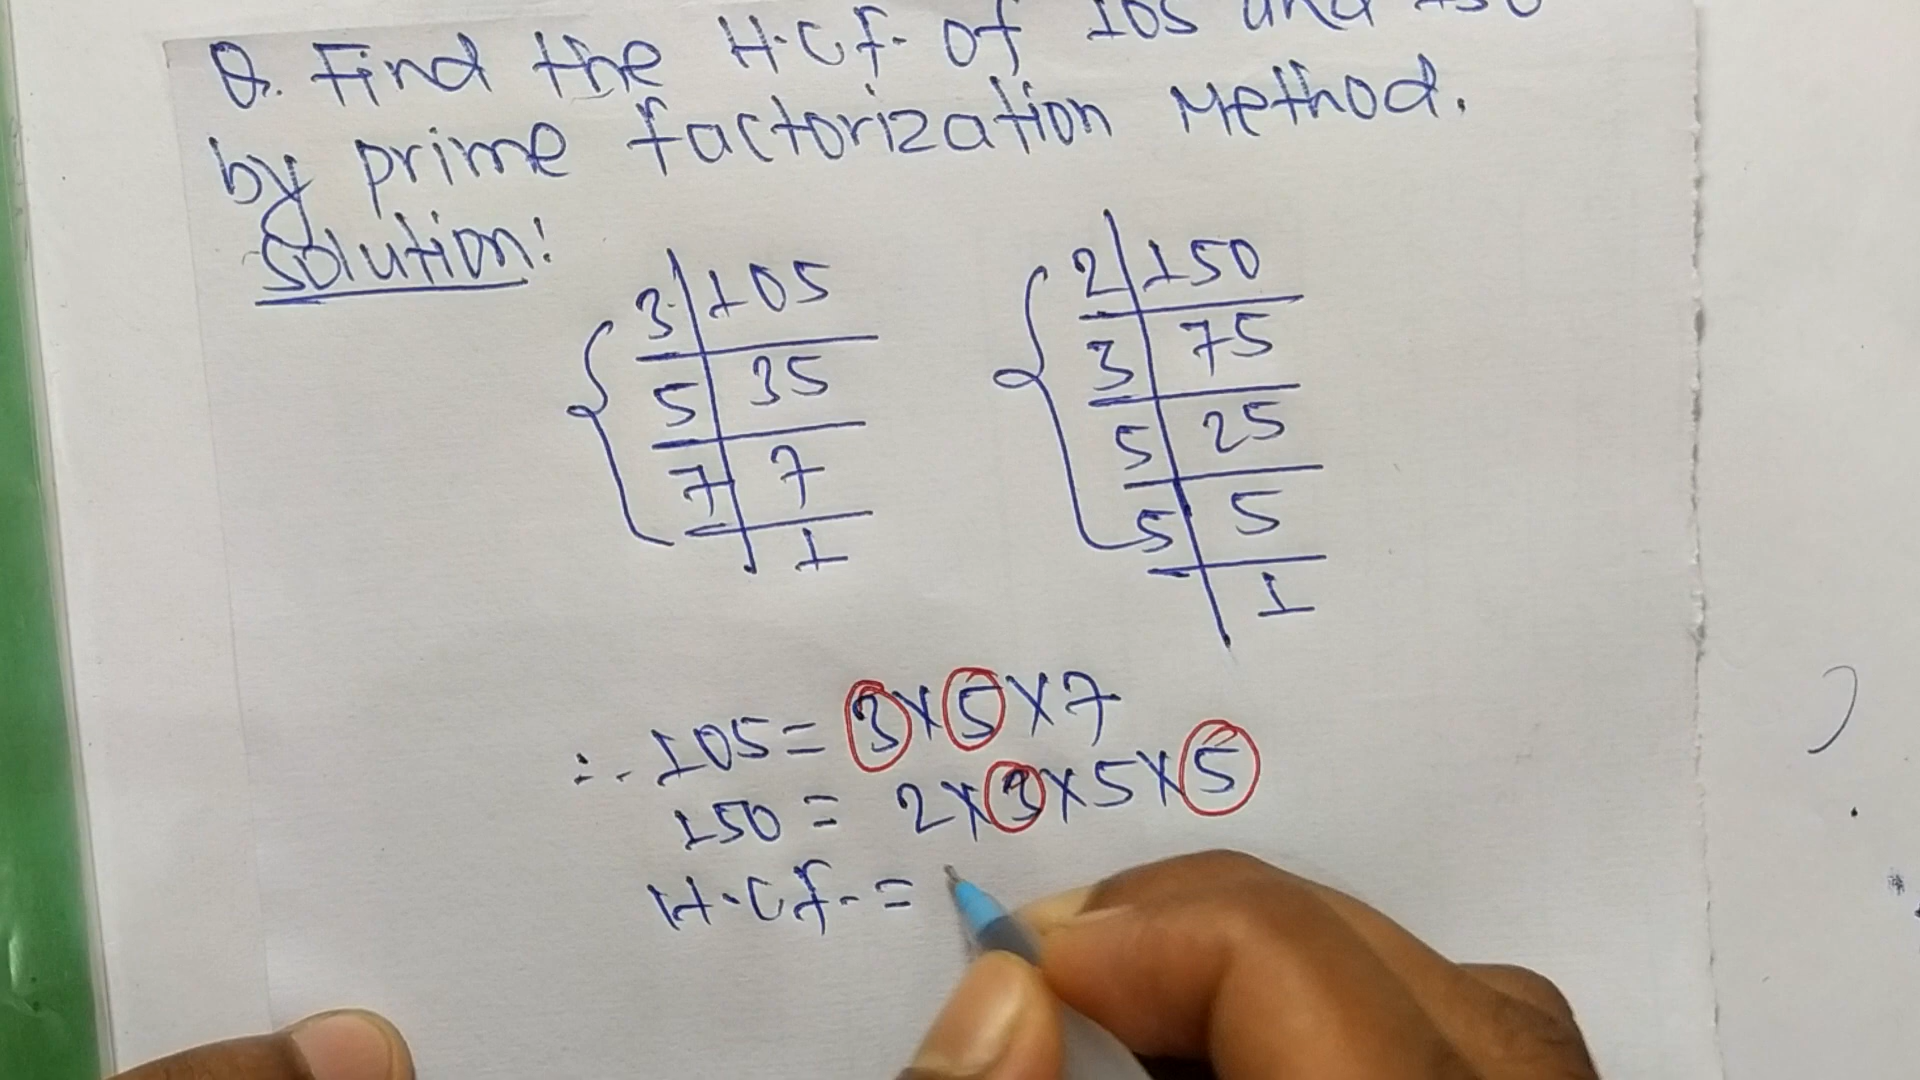 Q. Find the H.C.F. of 105 and 150
by prime factorization Method.
Solution:
3 105
5 35
7 7
1
2 150
3 75
5 25
5 5
1
∴ 105 = 3 × 5 × 7
150 = 2 × 3 × 5 × 5
H.C.F. =